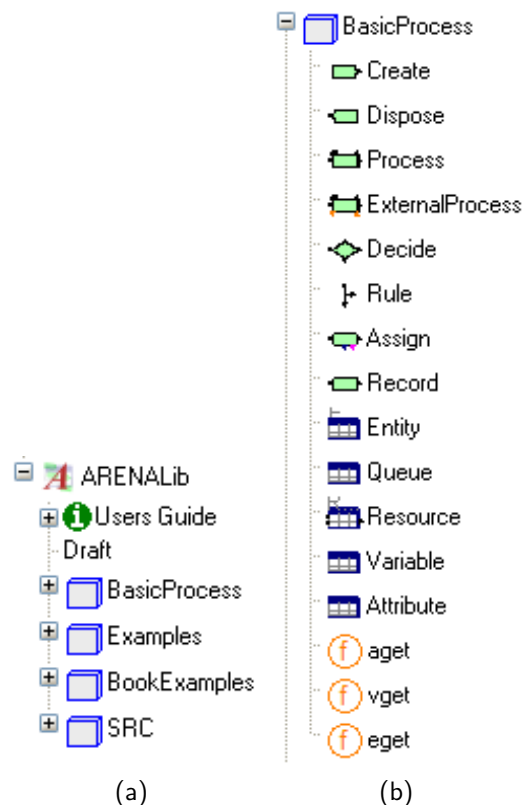 ARENALib
Users Guide
Draft
BasicProcess
Examples
BookExamples
SRC
(a)
BasicProcess
Create
Dispose
Process
ExternalProcess
Decide
Rule
Assign
Record
Entity
Queue
Resource
Variable
Attribute
f aget
f vget
f eget
(b)